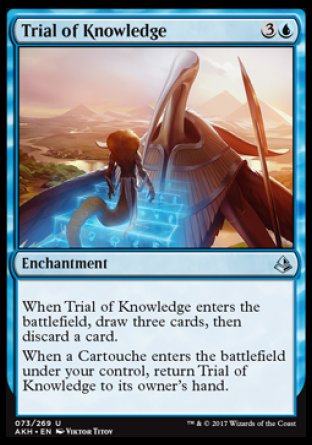 Trial of Knowledge 3
Enchantment
When Trial of Knowledge enters the
battlefield, draw three cards, then
discard a card.
When a Cartouche enters the battlefield
under your control, return Trial of
Knowledge to its owner's hand.
073/269 U
AKH • EN Viktor Titov
™ & © 2017 Wizards of the Coast